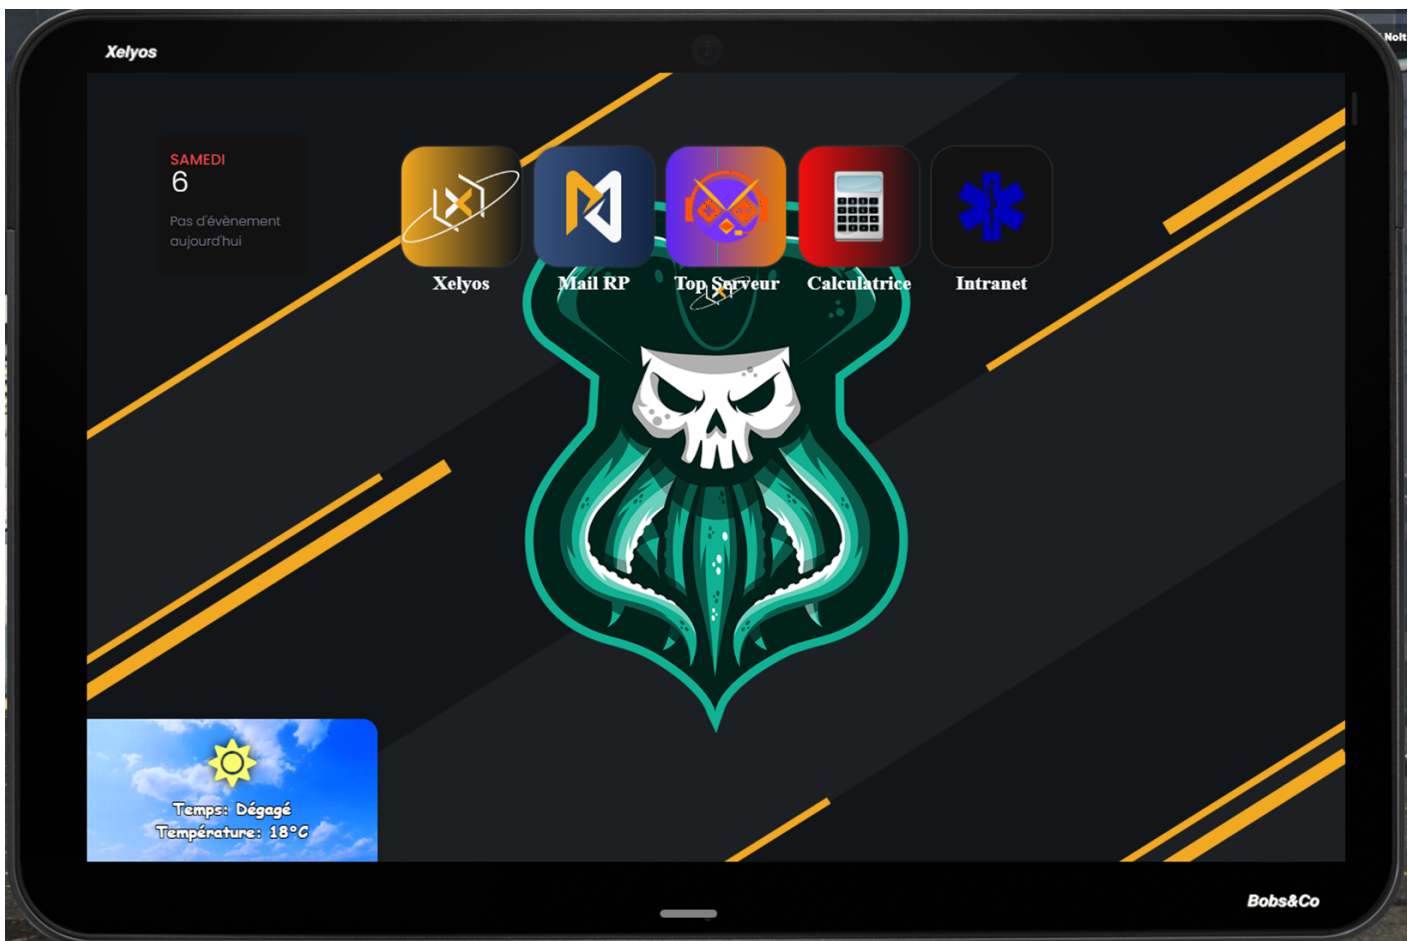 Nolt
Xelyos
SAMEDI
6
Pas d'évènement
aujourd'hui
Xelyos
Mail RP
Top Serveur
Calculatrice
Intranet
Temps: Dégagé
Température: 18°C
Bobs&Co